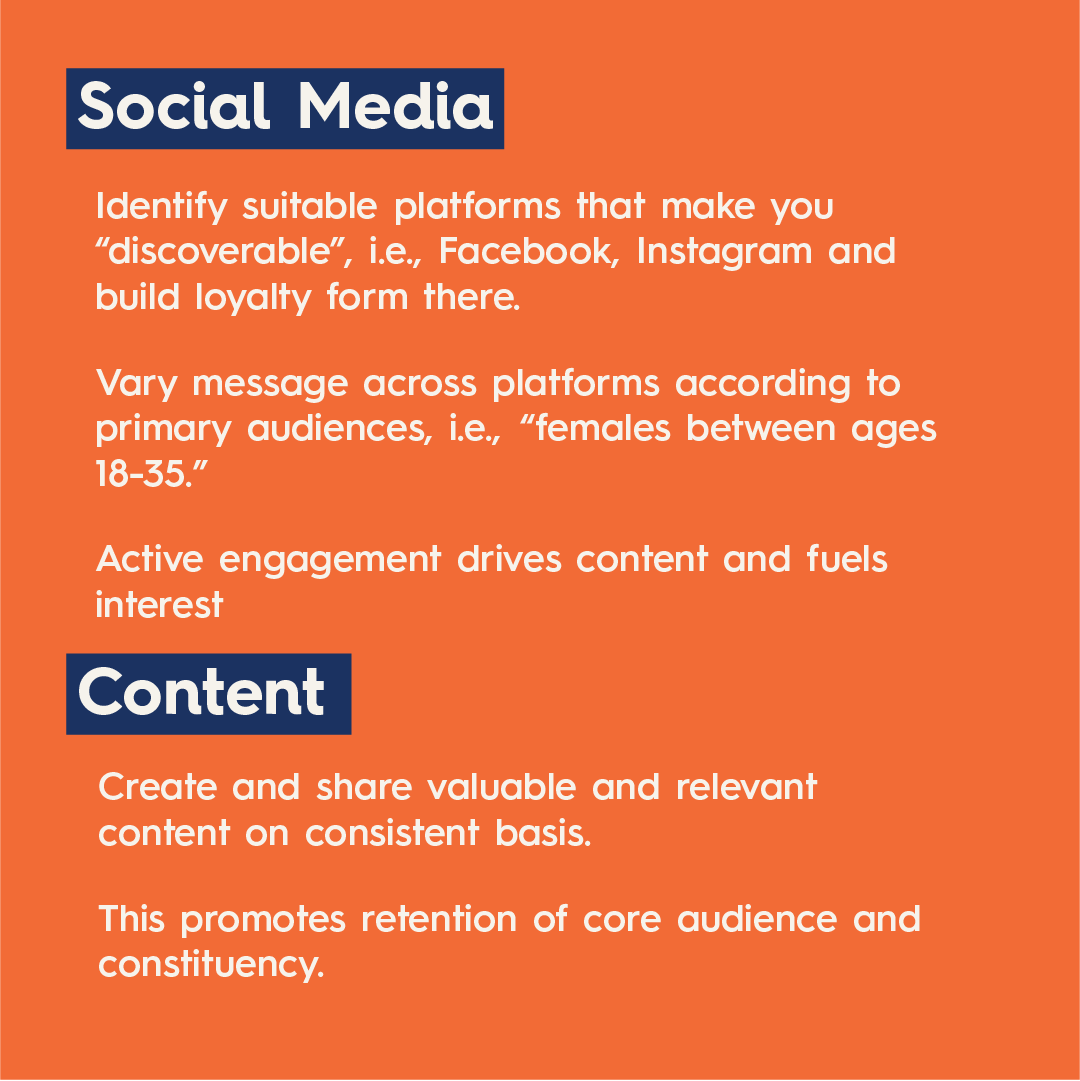 Social Media
Identify suitable platforms that make you
“discoverable”, i.e., Facebook, Instagram and
build loyalty form there.
Vary message across platforms according to
primary audiences, i.e., “females between ages
18-35.”
Active engagement drives content and fuels
interest
Content
Create and share valuable and relevant
content on consistent basis.
This promotes retention of core audience and
constituency.